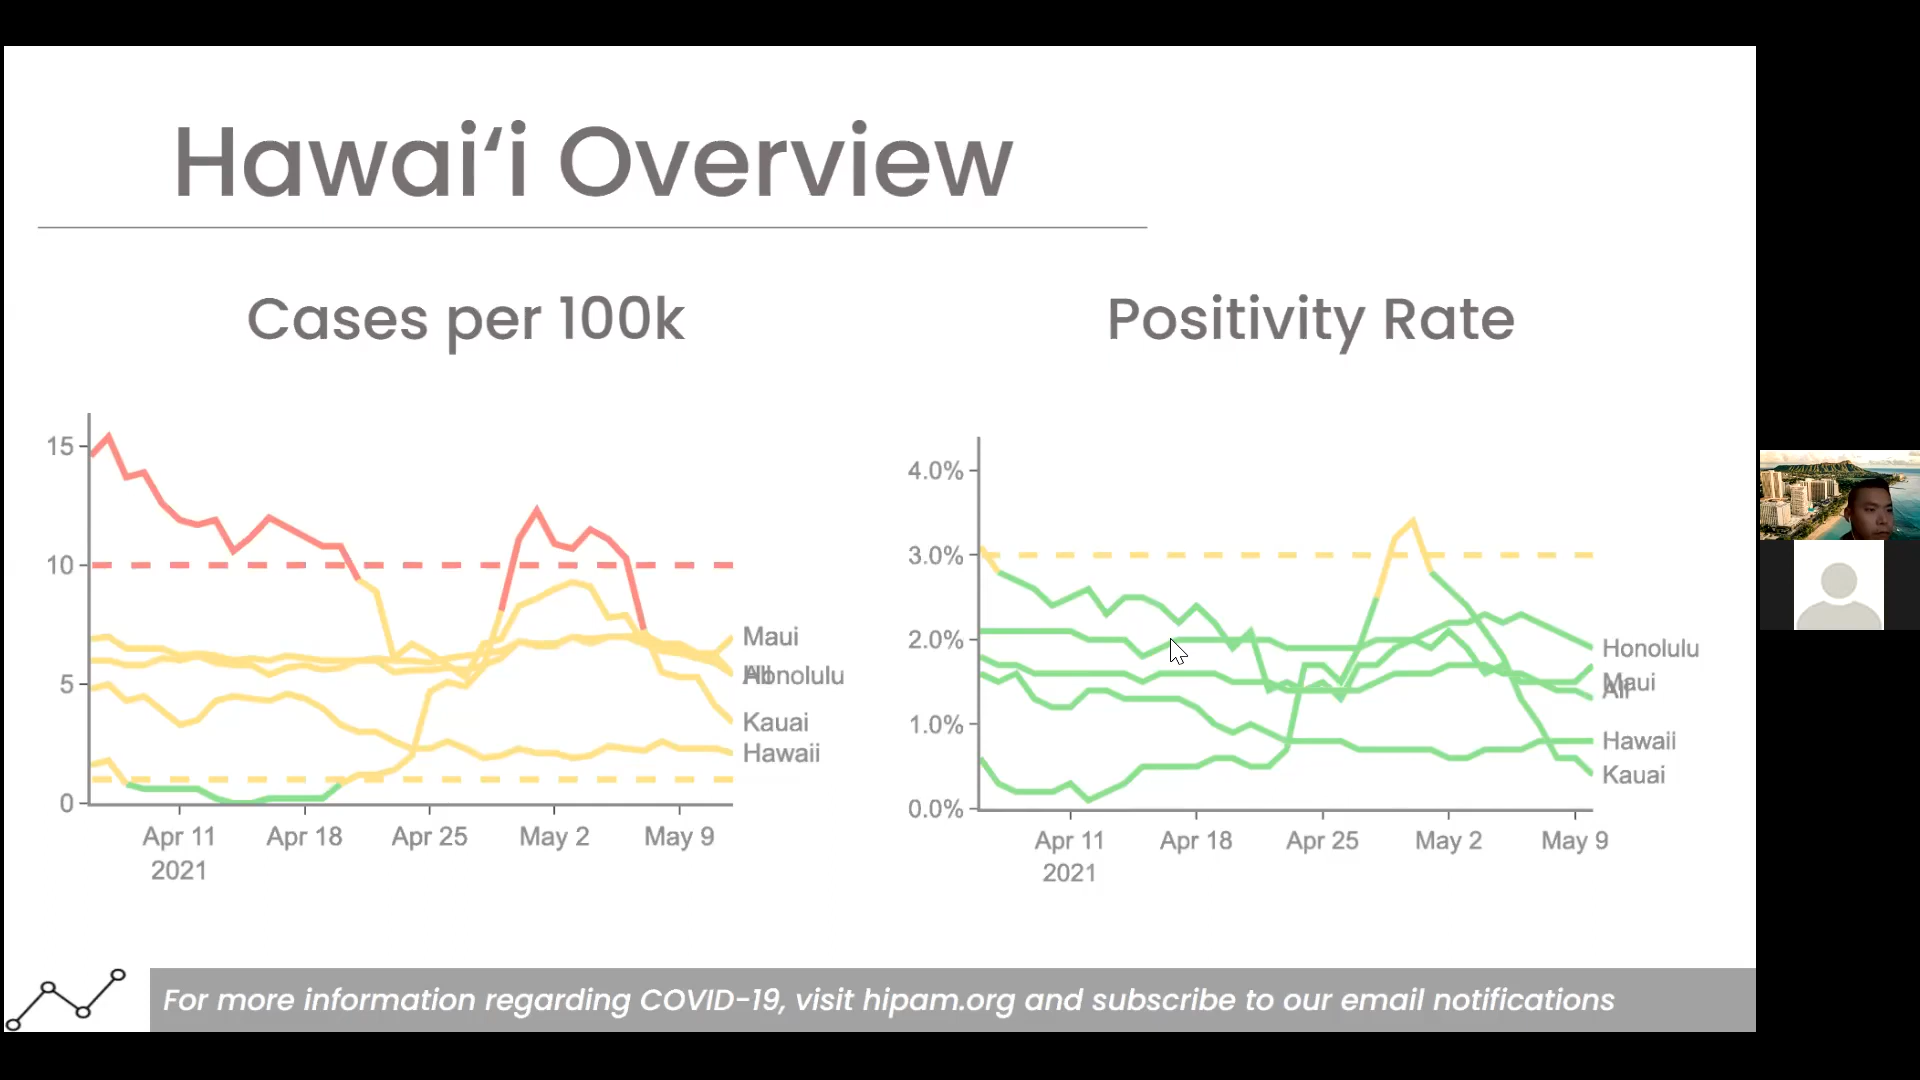 Hawaiʻi Overview
Cases per 100k
15
10
5
0
Apr 11
2021
Apr 18
Apr 25
May 2
May 9
Maui
All
Honolulu
Kauai
Hawaii
Positivity Rate
4.0%
3.0%
2.0%
1.0%
0.0%
Apr 11
2021
Apr 18
Apr 25
May 2
May 9
Honolulu
Maui
All
Hawaii
Kauai
For more information regarding COVID-19, visit hipam.org and subscribe to our email notifications